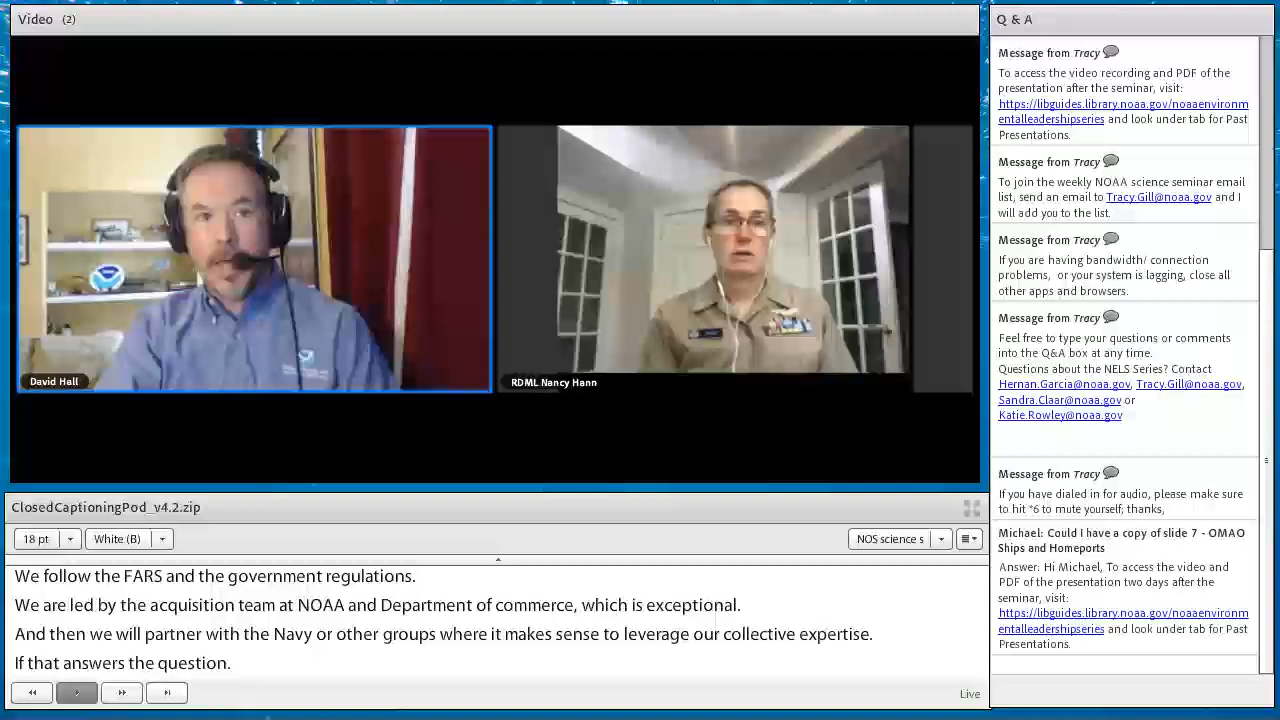 Video (2)
David Hall
RDML Nancy Hann
ClosedCaptioningPod_v4.2.zip
18 pt
White (B)
NOS science s
We follow the FARS and the government regulations.
We are led by the acquisition team at NOAA and Department of commerce, which is exceptional.
And then we will partner with the Navy or other groups where it makes sense to leverage our collective expertise.
If that answers the question.
Live
Q & A
Message from Tracy
To access the video recording and PDF of the
presentation after the seminar, visit:
https://libguides.library.noaa.gov/noaaenvironm
entalleadershipseries and look under tab for Past
Presentations.
Message from Tracy
To join the weekly NOAA science seminar email
list, send an email to Tracy.Gill@noaa.gov and I
will add you to the list.
Message from Tracy
If you are having bandwidth/ connection
problems, or your system is lagging, close all
other apps and browsers.
Message from Tracy
Feel free to type your questions or comments
into the Q&A box at any time.
Questions about the NELS Series? Contact
Hernan.Garcia@noaa.gov, Tracy.Gill@noaa.gov,
Sandra.Claar@noaa.gov or
Katie.Rowley@noaa.gov
Message from Tracy
If you have dialed in for audio, please make sure
to hit *6 to mute yourself; thanks,
Michael: Could I have a copy of slide 7 - OMAO
Ships and Homeports
Answer: Hi Michael, To access the video and
PDF of the presentation two days after the
seminar, visit:
https://libguides.library.noaa.gov/noaaenvironm
entalleadershipseries and look under tab for Past
Presentations.